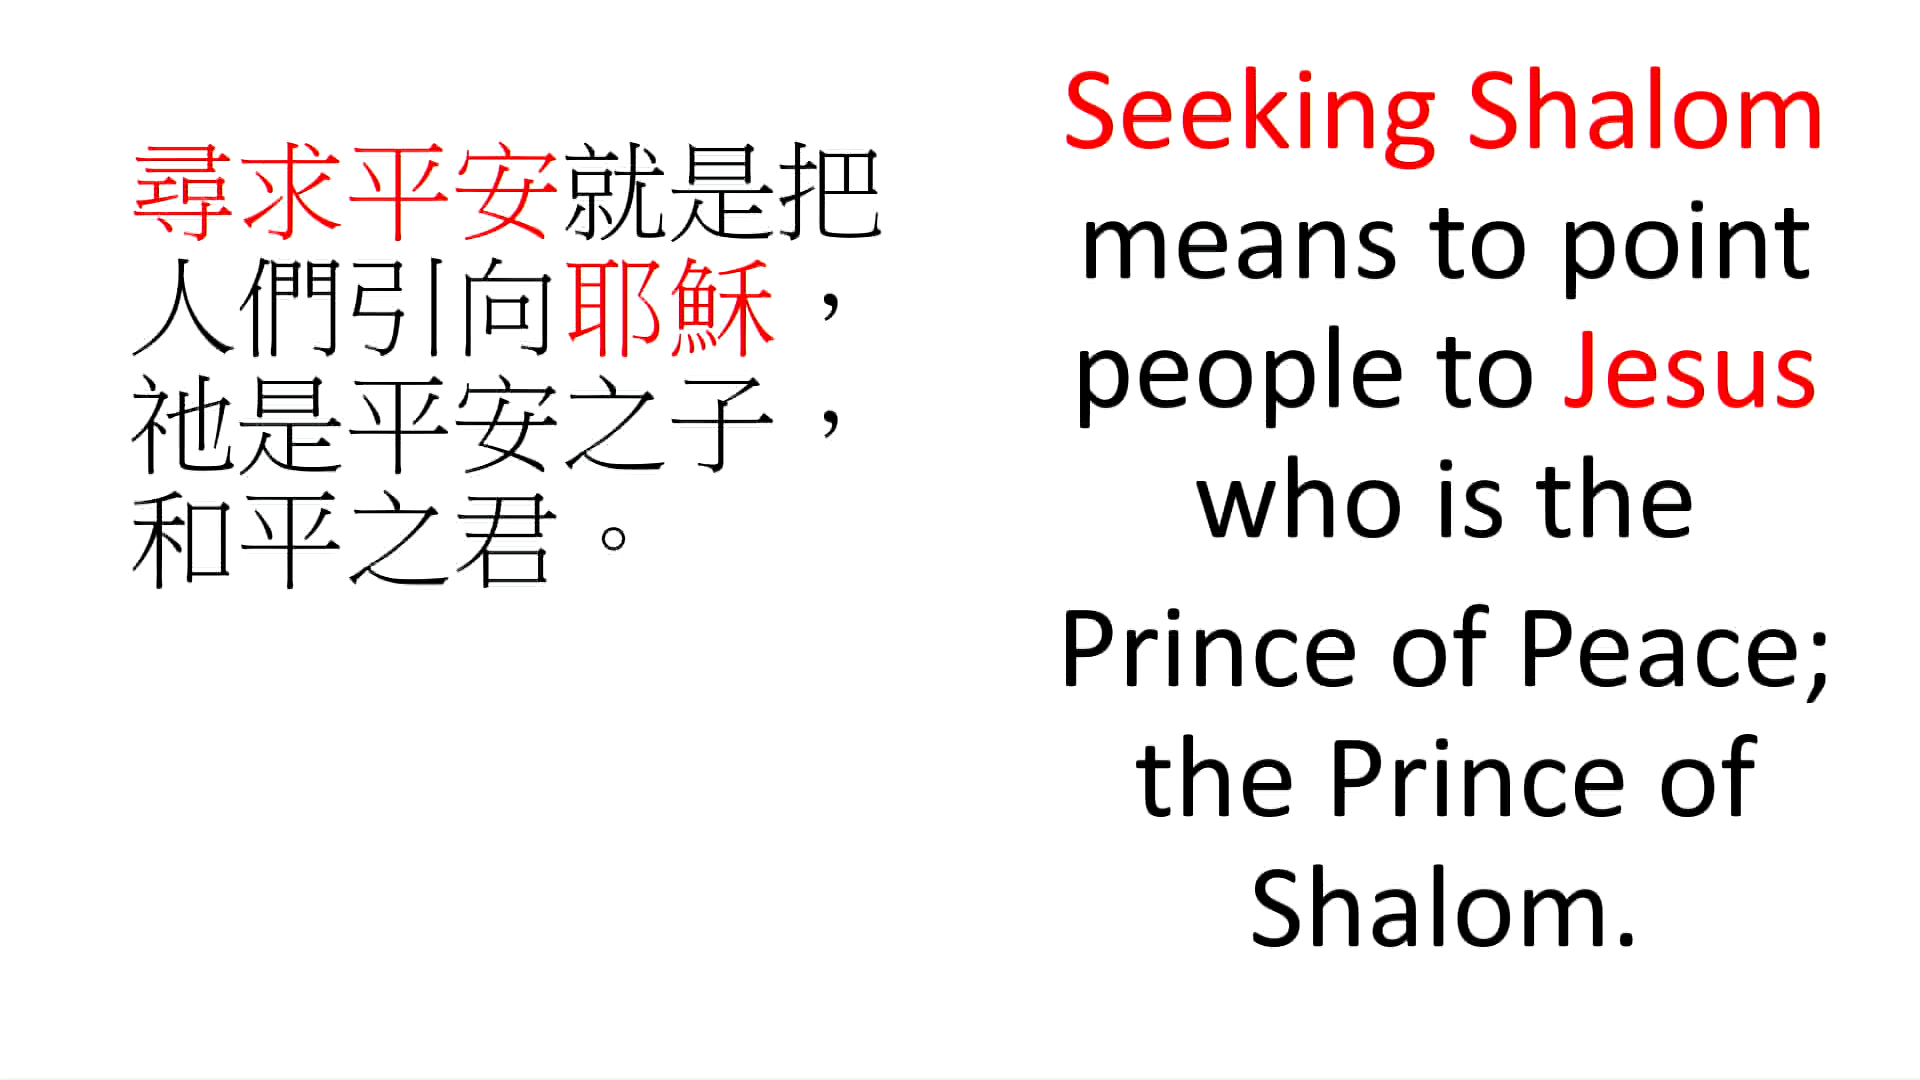 尋求平安就是把
人們引向耶穌，
祂是平安之子，
和平之君。
Seeking Shalom
means to point
people to Jesus
who is the
Prince of Peace;
the Prince of
Shalom.